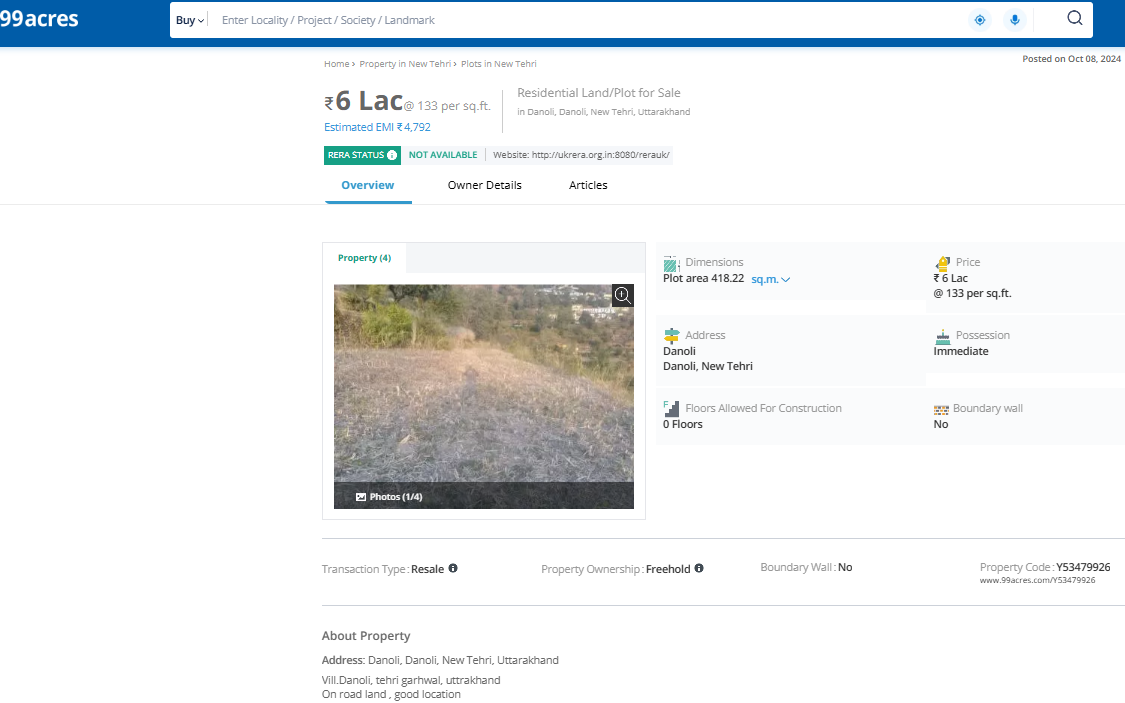 99acres
Buy
Enter Locality / Project / Society / Landmark
Home › Property in New Tehri › Plots in New Tehri
Posted on Oct 08, 2024
₹6 Lac @ 133 per sq.ft.
Estimated EMI ₹4,792
Residential Land/Plot for Sale
in Danoli, Danoli, New Tehri, Uttarakhand
RERA STATUS i NOT AVAILABLE Website: http://ukrera.org.in:8080/rerauk/
Overview
Owner Details
Articles
Property (4)
Photos (1/4)
Dimensions
Plot area 418.22 sq.m.
Price
₹ 6 Lac
@ 133 per sq.ft.
Address
Danoli
Danoli, New Tehri
Possession
Immediate
F
Floors Allowed For Construction
0 Floors
Boundary wall
No
Transaction Type : Resale i
Property Ownership : Freehold i
Boundary Wall : No
Property Code : Y53479926
www.99acres.com/Y53479926
About Property
Address: Danoli, Danoli, New Tehri, Uttarakhand
Vill.Danoli, tehri garhwal, uttrakhand
On road land , good location